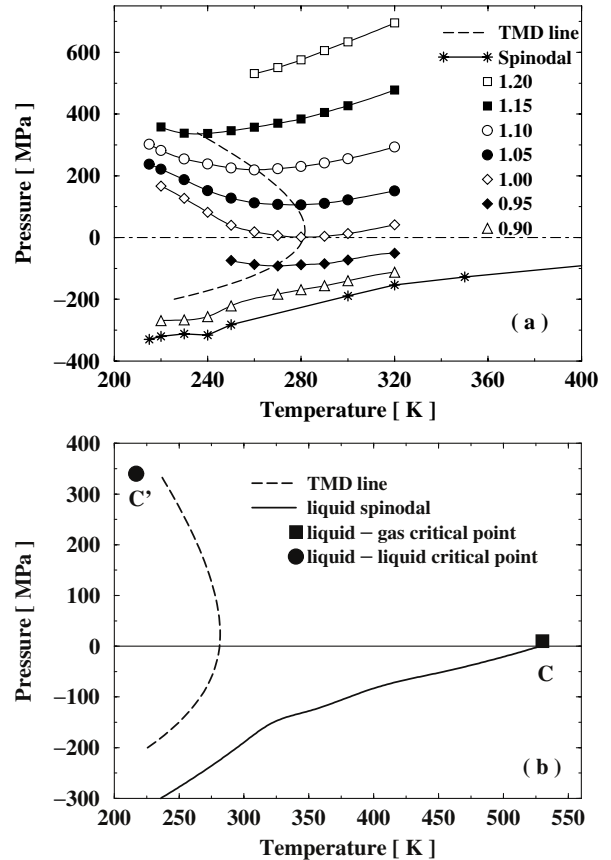 Pressure [ MPa ]
600
400
200
0
−200
−400
200
240
280
320
360
400
Temperature [ K ]
TMD line
Spinodal
1.20
1.15
1.10
1.05
1.00
0.95
0.90
( a )
Pressure [ MPa ]
400
300
200
100
0
−100
−200
−300
200
250
300
350
400
450
500
550
Temperature [ K ]
C'
TMD line
liquid spinodal
liquid − gas critical point
liquid − liquid critical point
C
( b )